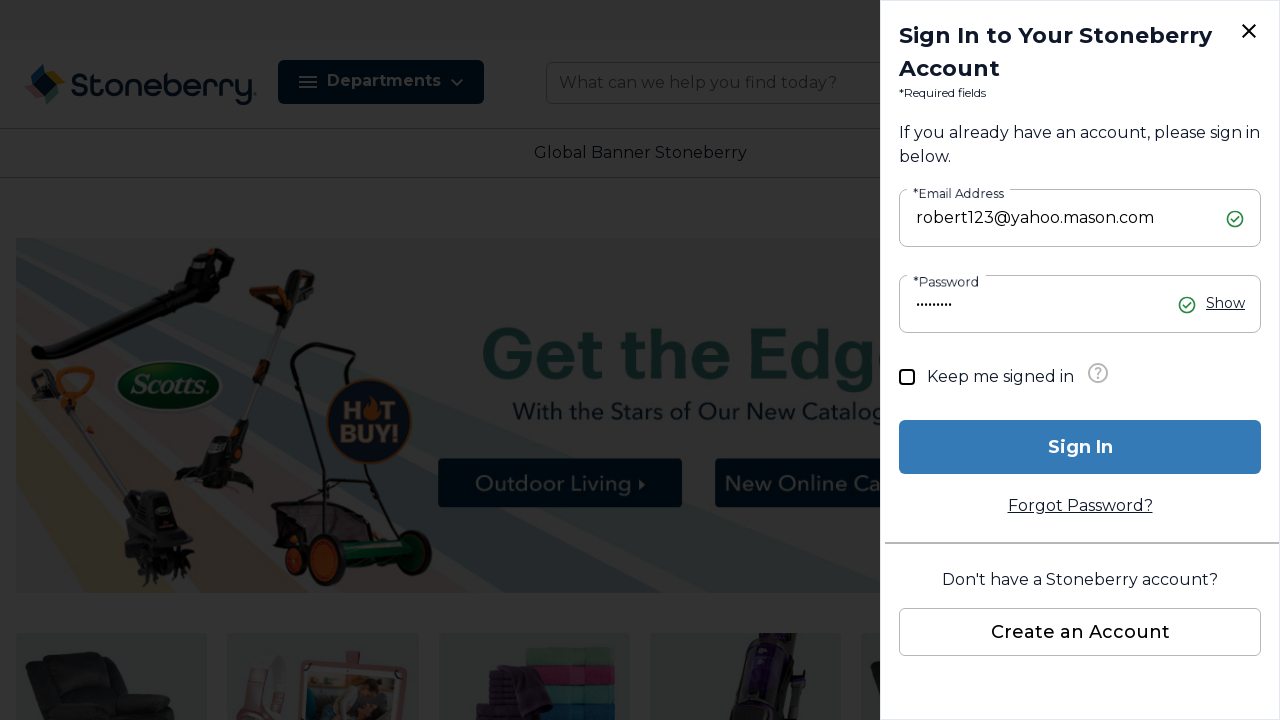 Stoneberry
Departments
What can we help you find today?
Global Banner Stoneberry
Get the Edge
With the Stars of Our New Catalog
Scotts
HOT
BUY!
Outdoor Living
New Online Ca
Sign In to Your Stoneberry
Account
*Required fields
If you already have an account, please sign in
below.
*Email Address
robert123@yahoo.mason.com
*Password
•••••••••
Show
Keep me signed in
Sign In
Forgot Password?
Don't have a Stoneberry account?
Create an Account